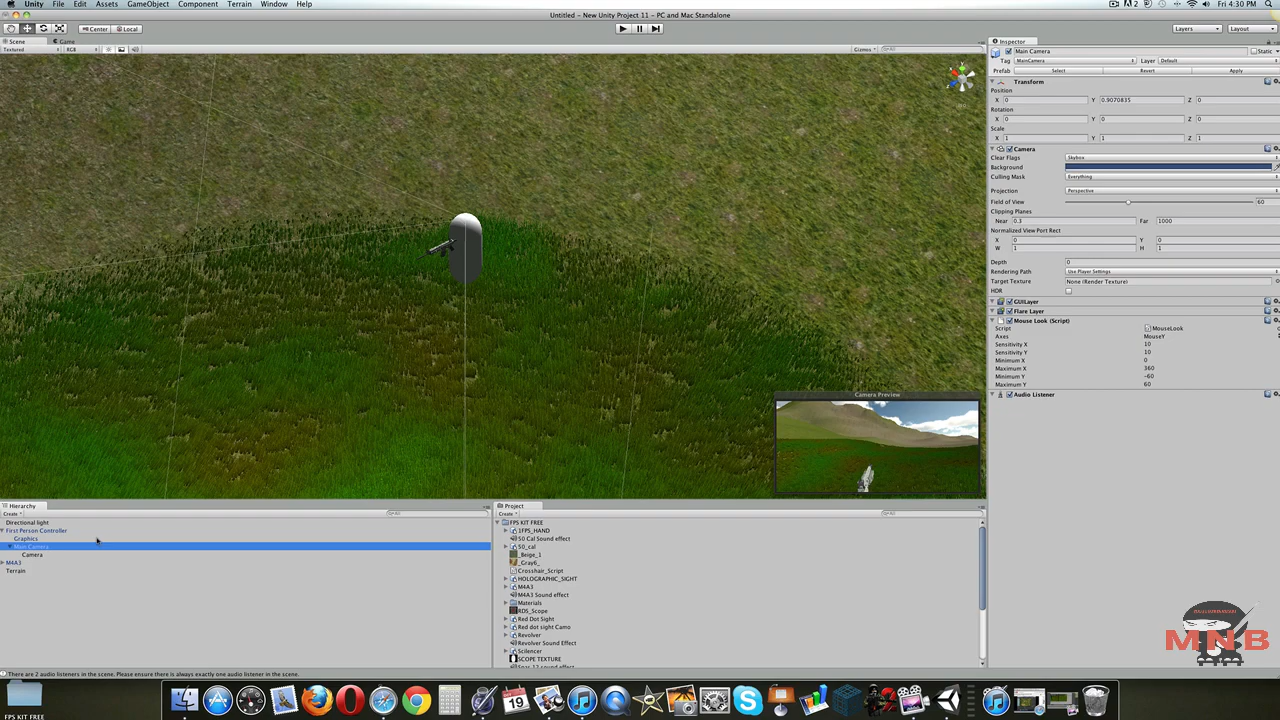 Unity File Edit Assets GameObject Component Terrain Window Help
2 Fri 4:30 PM
Untitled - New Unity Project 11 - PC and Mac Standalone
Center Local Layers Layout
Scene Game
Textured RGB Gizmos All
Inspector
Main Camera Static
Tag MainCamera Layer Default
Prefab Select Revert Apply
Transform
Position
X 0 Y 0.9070835 Z 0
Rotation
X 0 Y 0 Z 0
Scale
X 1 Y 1 Z 1
Camera
Clear Flags Skybox
Background
Culling Mask Everything
Projection Perspective
Field of View 60
Clipping Planes
Near 0.3 Far 1000
Normalized View Port Rect
X 0 Y 0
W 1 H 1
Depth 0
Rendering Path Use Player Settings
Target Texture None (Render Texture)
HDR
GUILayer
Flare Layer
Mouse Look (Script)
Script MouseLook
Axes MouseY
Sensitivity X 10
Sensitivity Y 10
Minimum X 0
Maximum X 360
Minimum Y -60
Maximum Y 60
Audio Listener
Camera Preview
Hierarchy
Create All
Directional light
First Person Controller
Graphics
Main Camera
Camera
M4A3
Terrain
Project
Create All
FPS KIT FREE
1FPS_HAND
50 Cal Sound effect
50_cal
_Beige_1
_Gray6_
Crosshair_Script
HOLOGRAPHIC_SIGHT
M4A3
M4A3 Sound effect
Materials
RDS_Scope
Red Dot Sight
Red dot sight Camo
Revolver
Revolver Sound Effect
Scilencer
SCOPE TEXTURE
There are 2 audio listeners in the scene. Please ensure there is always exactly one audio listener in the scene.
MNB
19
FPS KIT FREE